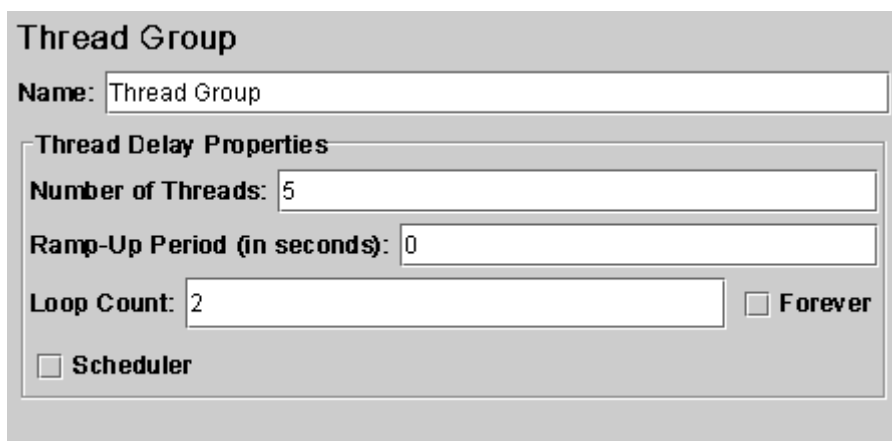 Thread Group
Name: Thread Group
Thread Delay Properties
Number of Threads: 5
Ramp-Up Period (in seconds): 0
Loop Count: 2 Forever
Scheduler